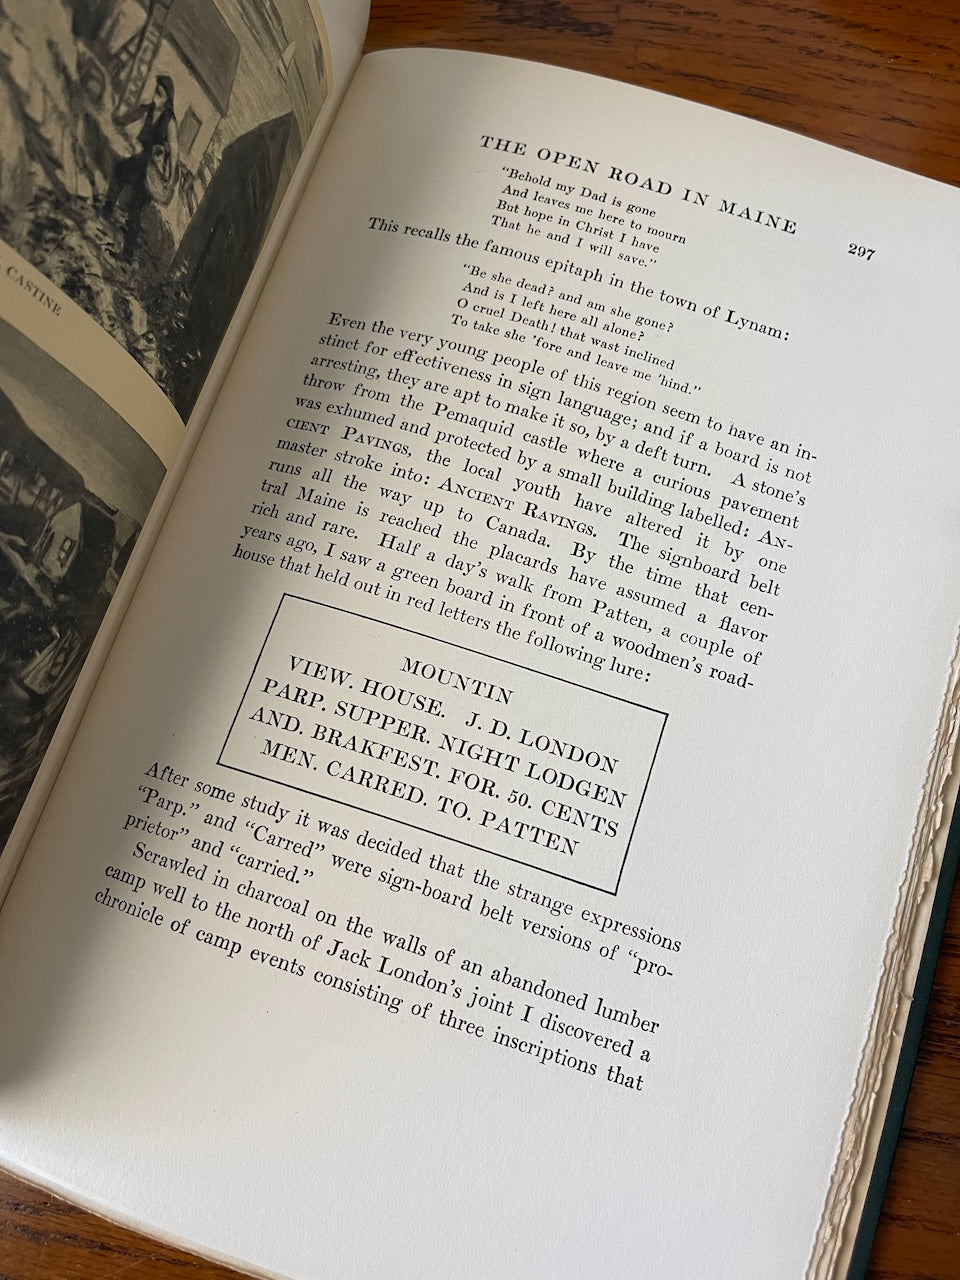 CASTINE
THE OPEN ROAD IN MAINE 297
“Behold my Dad is gone
And leaves me here to mourn
But hope in Christ I have
That he and I will save.”
This recalls the famous epitaph in the town of Lynam:
“Be she dead? and am she gone?
And is I left here all alone?
O cruel Death! that wast inclined
To take she ’fore and leave me ’hind.”
Even the very young people of this region seem to have an in-
stinct for effectiveness in sign language; and if a board is not
arresting, they are apt to make it so, by a deft turn. A stone’s
throw from the Pemaquid castle where a curious pavement
was exhumed and protected by a small building labelled: AN-
CIENT PAVINGS, the local youth have altered it by one
master stroke into: ANCIENT RAVINGS. The signboard belt
runs all the way up to Canada. By the time that cen-
tral Maine is reached the placards have assumed a flavor
rich and rare. Half a day’s walk from Patten, a couple of
years ago, I saw a green board in front of a woodmen’s road-
house that held out in red letters the following lure:
MOUNTIN
VIEW. HOUSE. J. D. LONDON
PARP. SUPPER. NIGHT LODGEN
AND. BRAKFEST. FOR. 50. CENTS
MEN. CARRED. TO. PATTEN
After some study it was decided that the strange expressions
“Parp.” and “Carred” were sign-board belt versions of “pro-
prietor” and “carried.”
Scrawled in charcoal on the walls of an abandoned lumber
camp well to the north of Jack London’s joint I discovered a
chronicle of camp events consisting of three inscriptions that